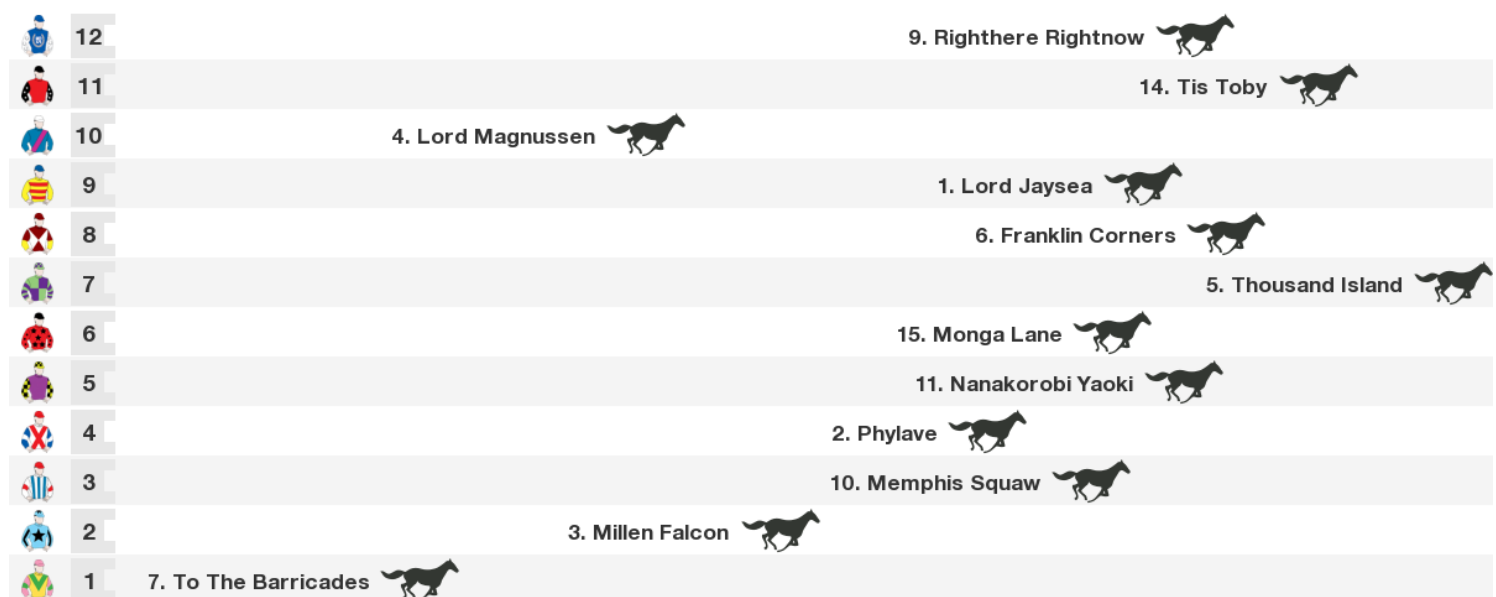 12 9. Righthere Rightnow
11 14. Tis Toby
10 4. Lord Magnussen
9 1. Lord Jaysea
8 6. Franklin Corners
7 5. Thousand Island
6 15. Monga Lane
5 11. Nanakorobi Yaoki
4 2. Phylave
3 10. Memphis Squaw
2 3. Millen Falcon
1 7. To The Barricades